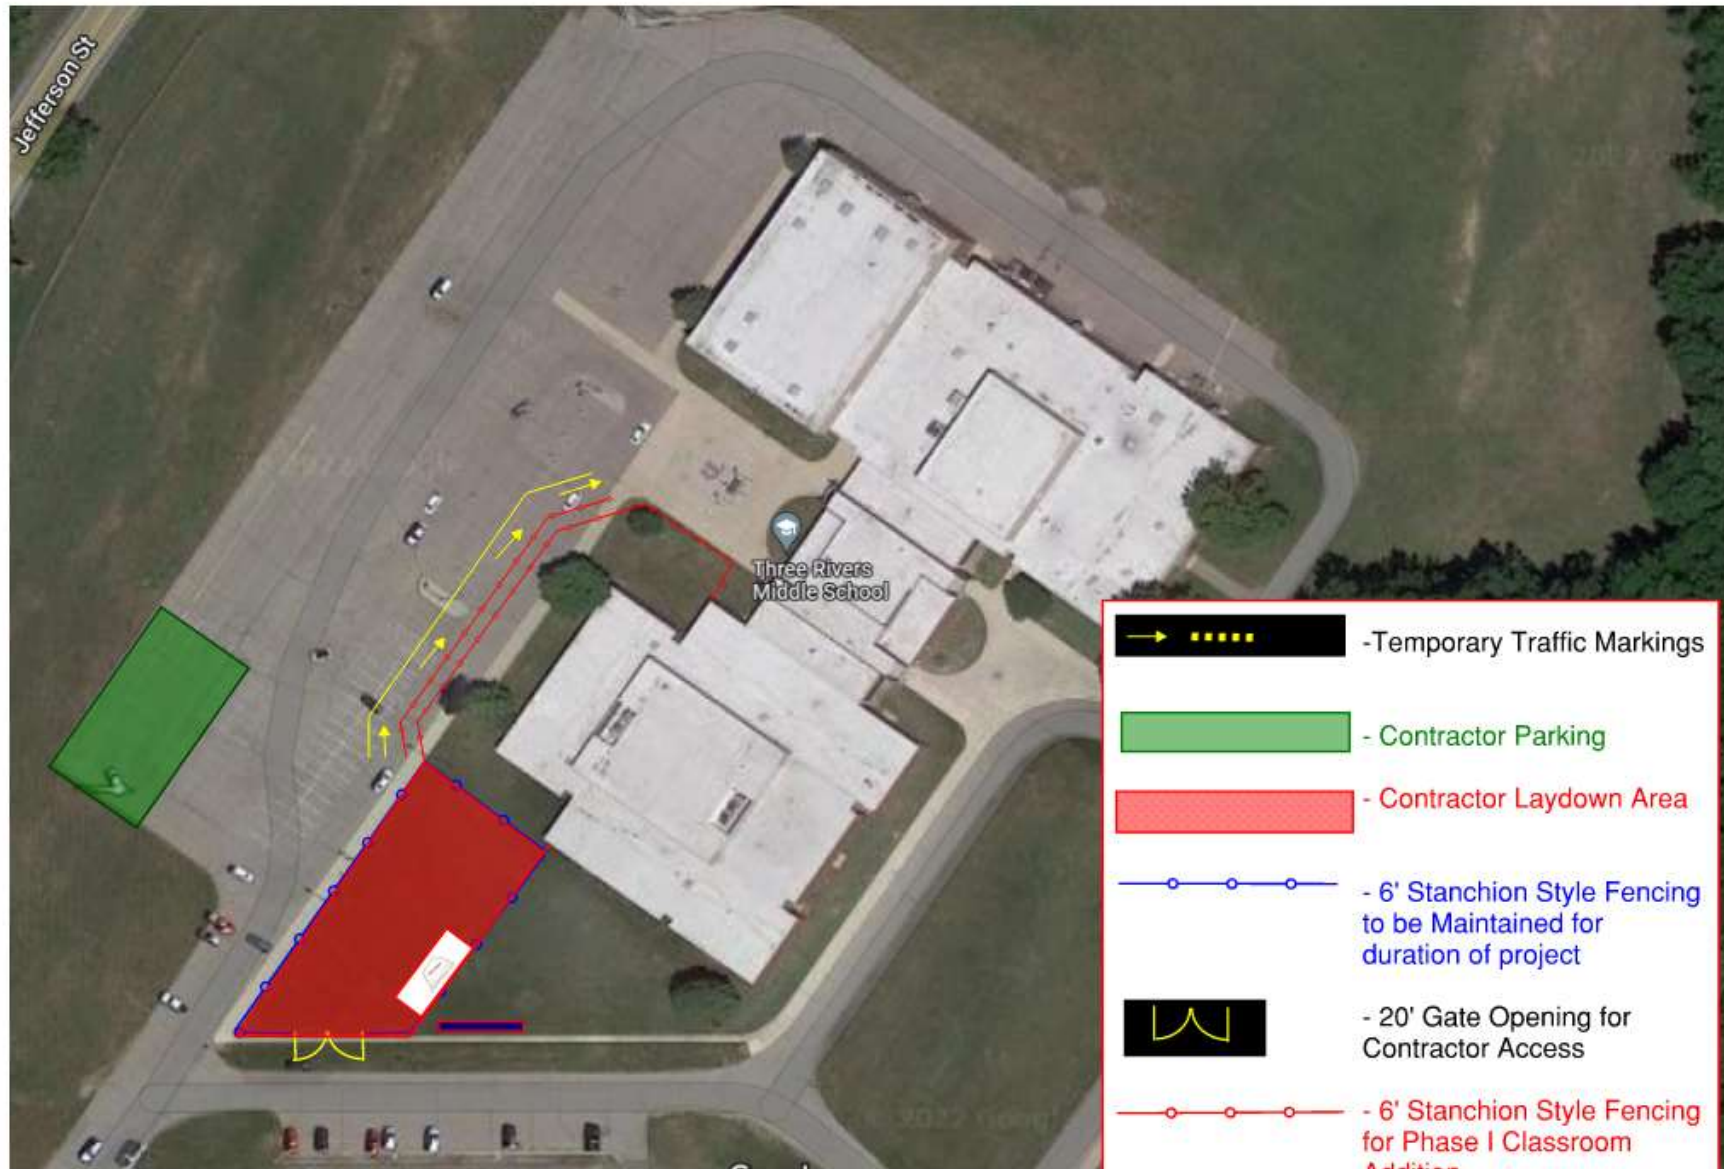 Jefferson St
Three Rivers
Middle School
-Temporary Traffic Markings
- Contractor Parking
- Contractor Laydown Area
- 6' Stanchion Style Fencing
to be Maintained for
duration of project
- 20' Gate Opening for
Contractor Access
- 6' Stanchion Style Fencing
for Phase I Classroom
Addition